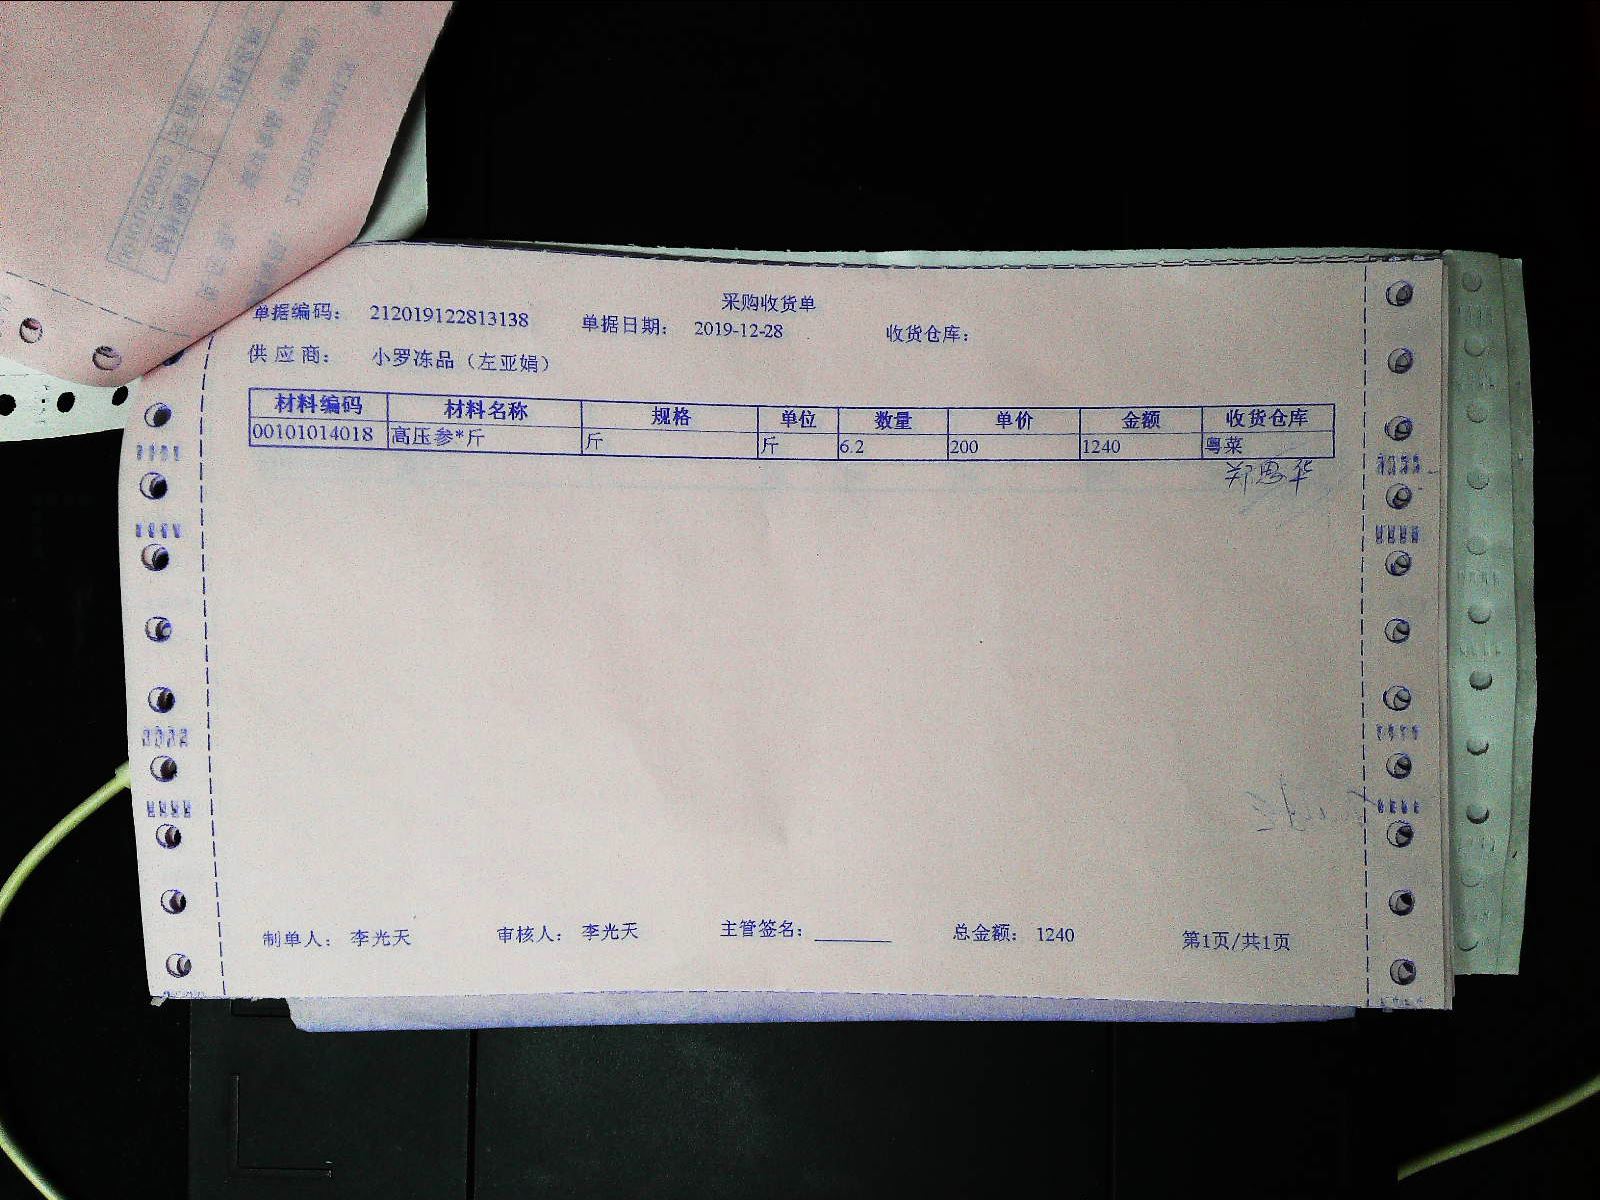 采购收货单
单据编码: 212019122813138 单据日期: 2019-12-28 收货仓库:
供应商: 小罗冻品（左亚娟）
材料编码 材料名称 规格 单位 数量 单价 金额 收货仓库
00101014018 高压参*斤 斤 斤 6.2 200 1240 粤菜
郑恩华
制单人: 李光天 审核人: 李光天 主管签名: ________ 总金额: 1240 第1页/共1页